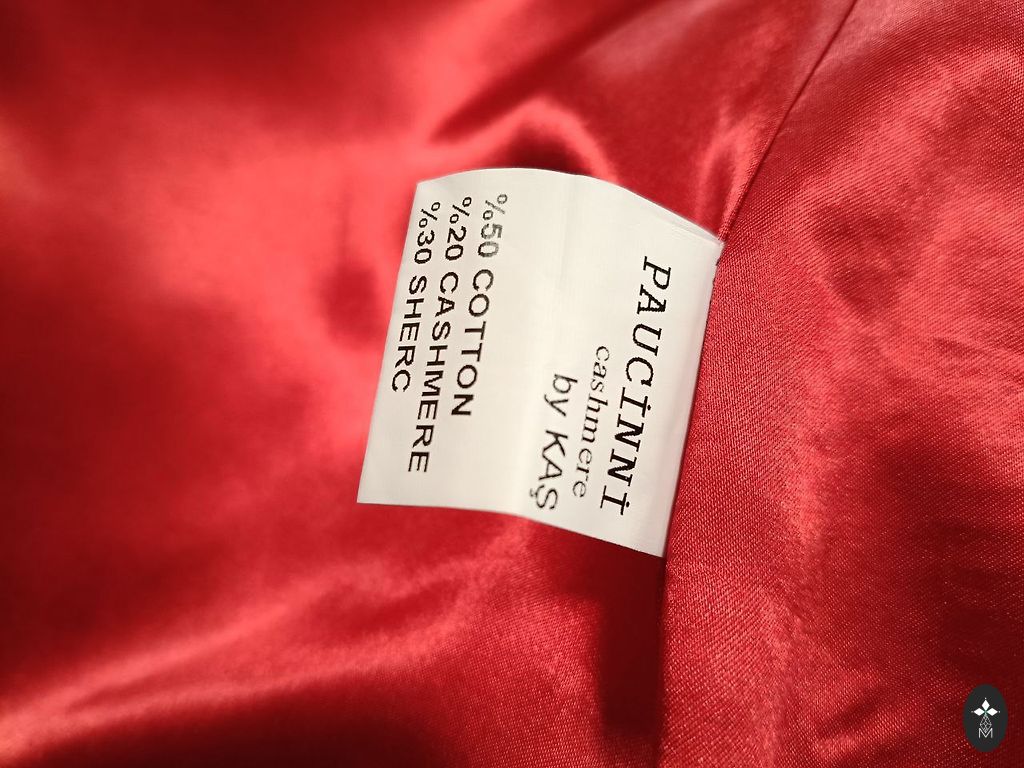 PAUCİNNİ
cashmere
by KAŞ
%50 COTTON
%20 CASHMERE
%30 SHERC
M